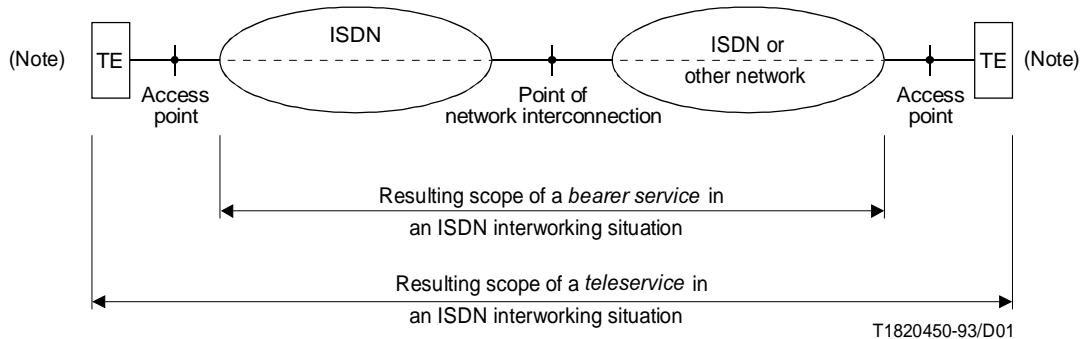 ISDN
ISDN or
other network
(Note)
TE
TE
(Note)
Access
point
Point of
network interconnection
Access
point
Resulting scope of a bearer service in
an ISDN interworking situation
Resulting scope of a teleservice in
an ISDN interworking situation
T1820450-93/D01